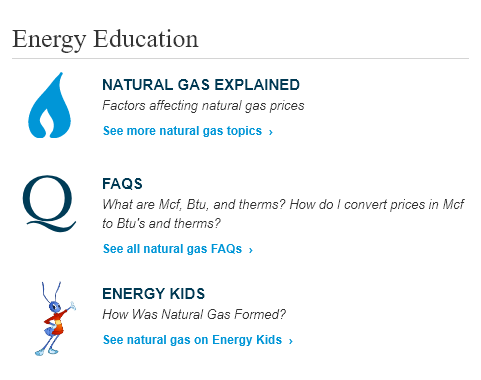 Energy Education
NATURAL GAS EXPLAINED
Factors affecting natural gas prices
See more natural gas topics ›
Q
FAQS
What are Mcf, Btu, and therms? How do I convert prices in Mcf
to Btu's and therms?
See all natural gas FAQs ›
ENERGY KIDS
How Was Natural Gas Formed?
See natural gas on Energy Kids ›